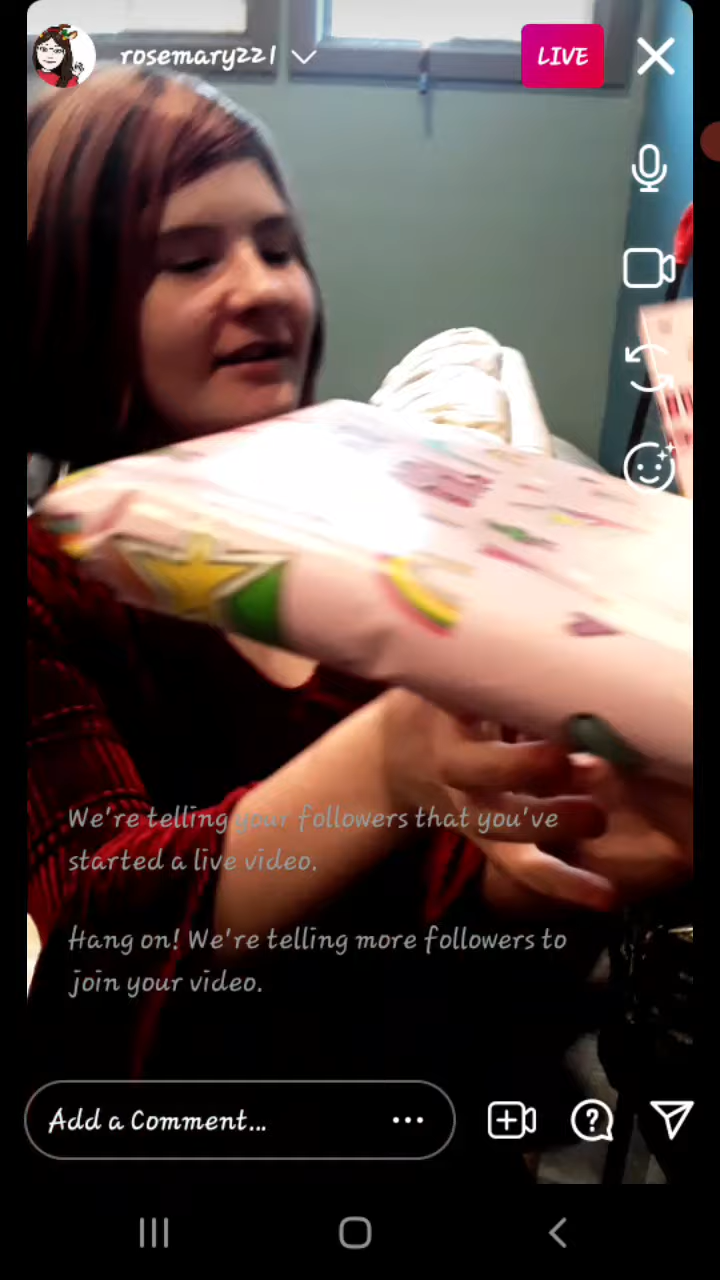 rosemary221
LIVE
We're telling your followers that you've
started a live video.
Hang on! We're telling more followers to
join your video.
Add a Comment...